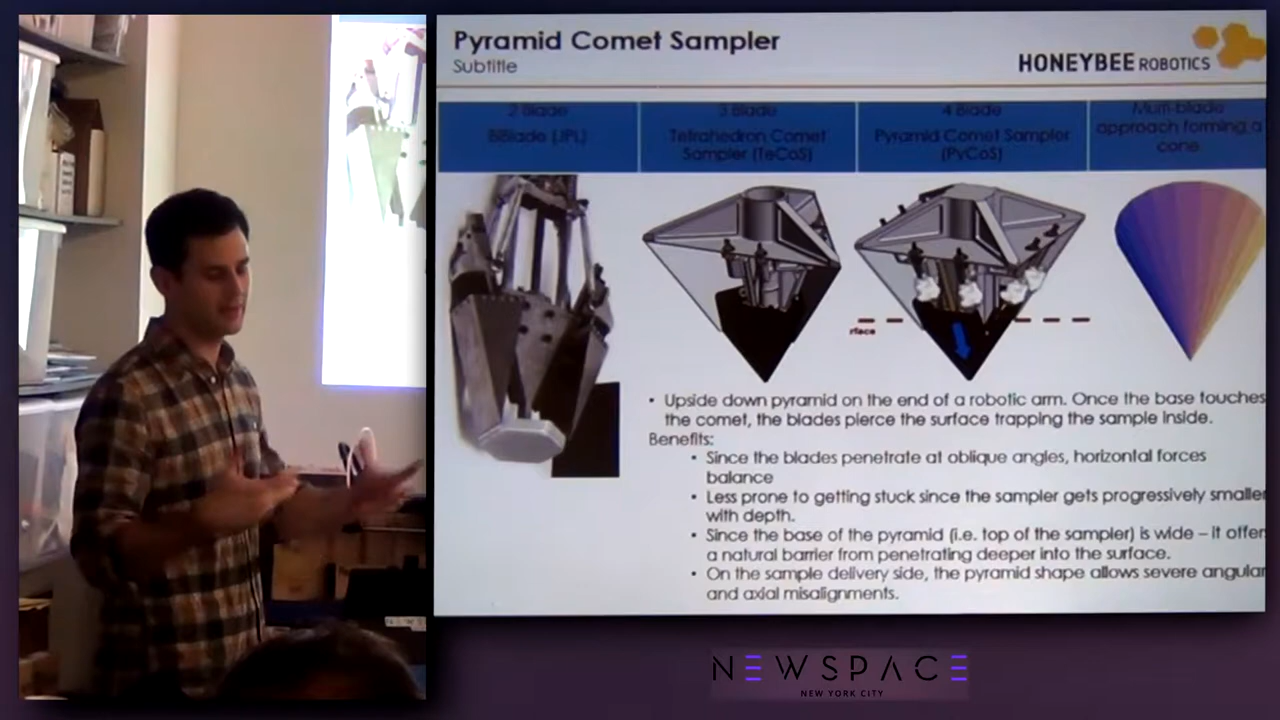 Pyramid Comet Sampler
Subtitle
HONEYBEE ROBOTICS
2 Blade
BiBlade (JPL)
3 Blade
Tetrahedron Comet
Sampler (TeCoS)
4 Blade
Pyramid Comet Sampler
(PyCoS)
Multi-blade
approach forming a
cone
rface
• Upside down pyramid on the end of a robotic arm. Once the base touches
the comet, the blades pierce the surface trapping the sample inside.
Benefits:
• Since the blades penetrate at oblique angles, horizontal forces
balance
• Less prone to getting stuck since the sampler gets progressively smaller
with depth.
• Since the base of the pyramid (i.e. top of the sampler) is wide – it offer
a natural barrier from penetrating deeper into the surface.
• On the sample delivery side, the pyramid shape allows severe angular
and axial misalignments.
NEWSPACE
NEW YORK CITY